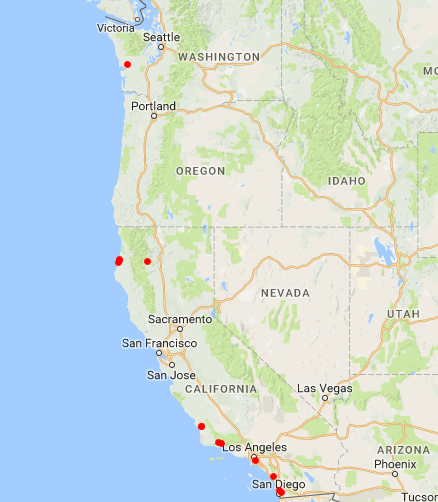 Victoria
Seattle
WASHINGTON
MO
Portland
OREGON
IDAHO
NEVADA
Sacramento
UTAH
San Francisco
San Jose
CALIFORNIA
Las Vegas
Los Angeles
ARIZONA
Phoenix
San Diego
Tucson